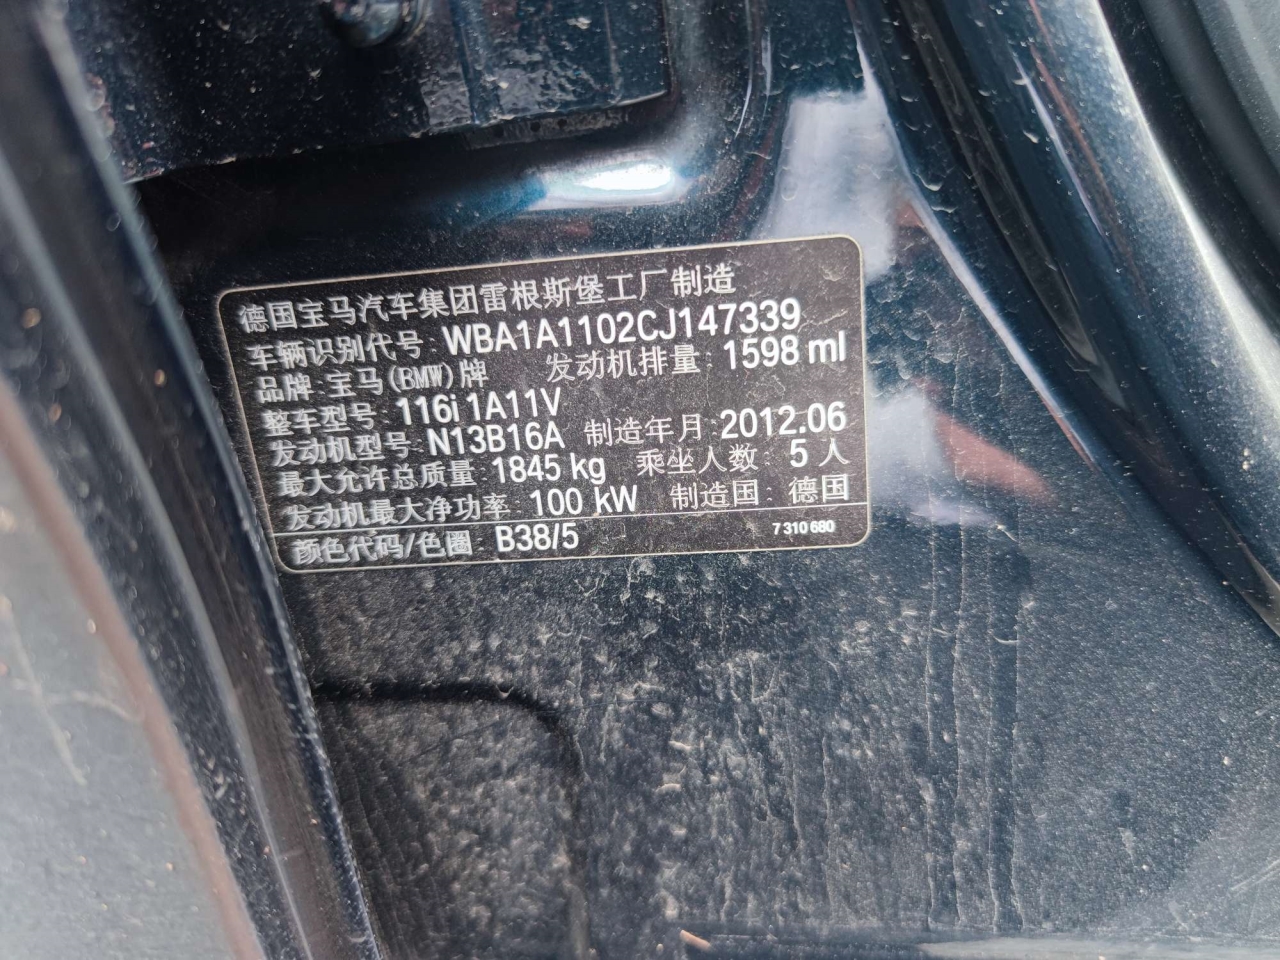 德国宝马汽车集团雷根斯堡工厂制造
车辆识别代号: WBA1A1102CJ147339
品牌: 宝马(BMW)牌 发动机排量: 1598 ml
整车型号: 116i 1A11V
发动机型号: N13B16A 制造年月: 2012.06
最大允许总质量: 1845 kg 乘坐人数: 5 人
发动机最大净功率: 100 kW 制造国: 德国
颜色代码/色圈 B38/5 7 310 680